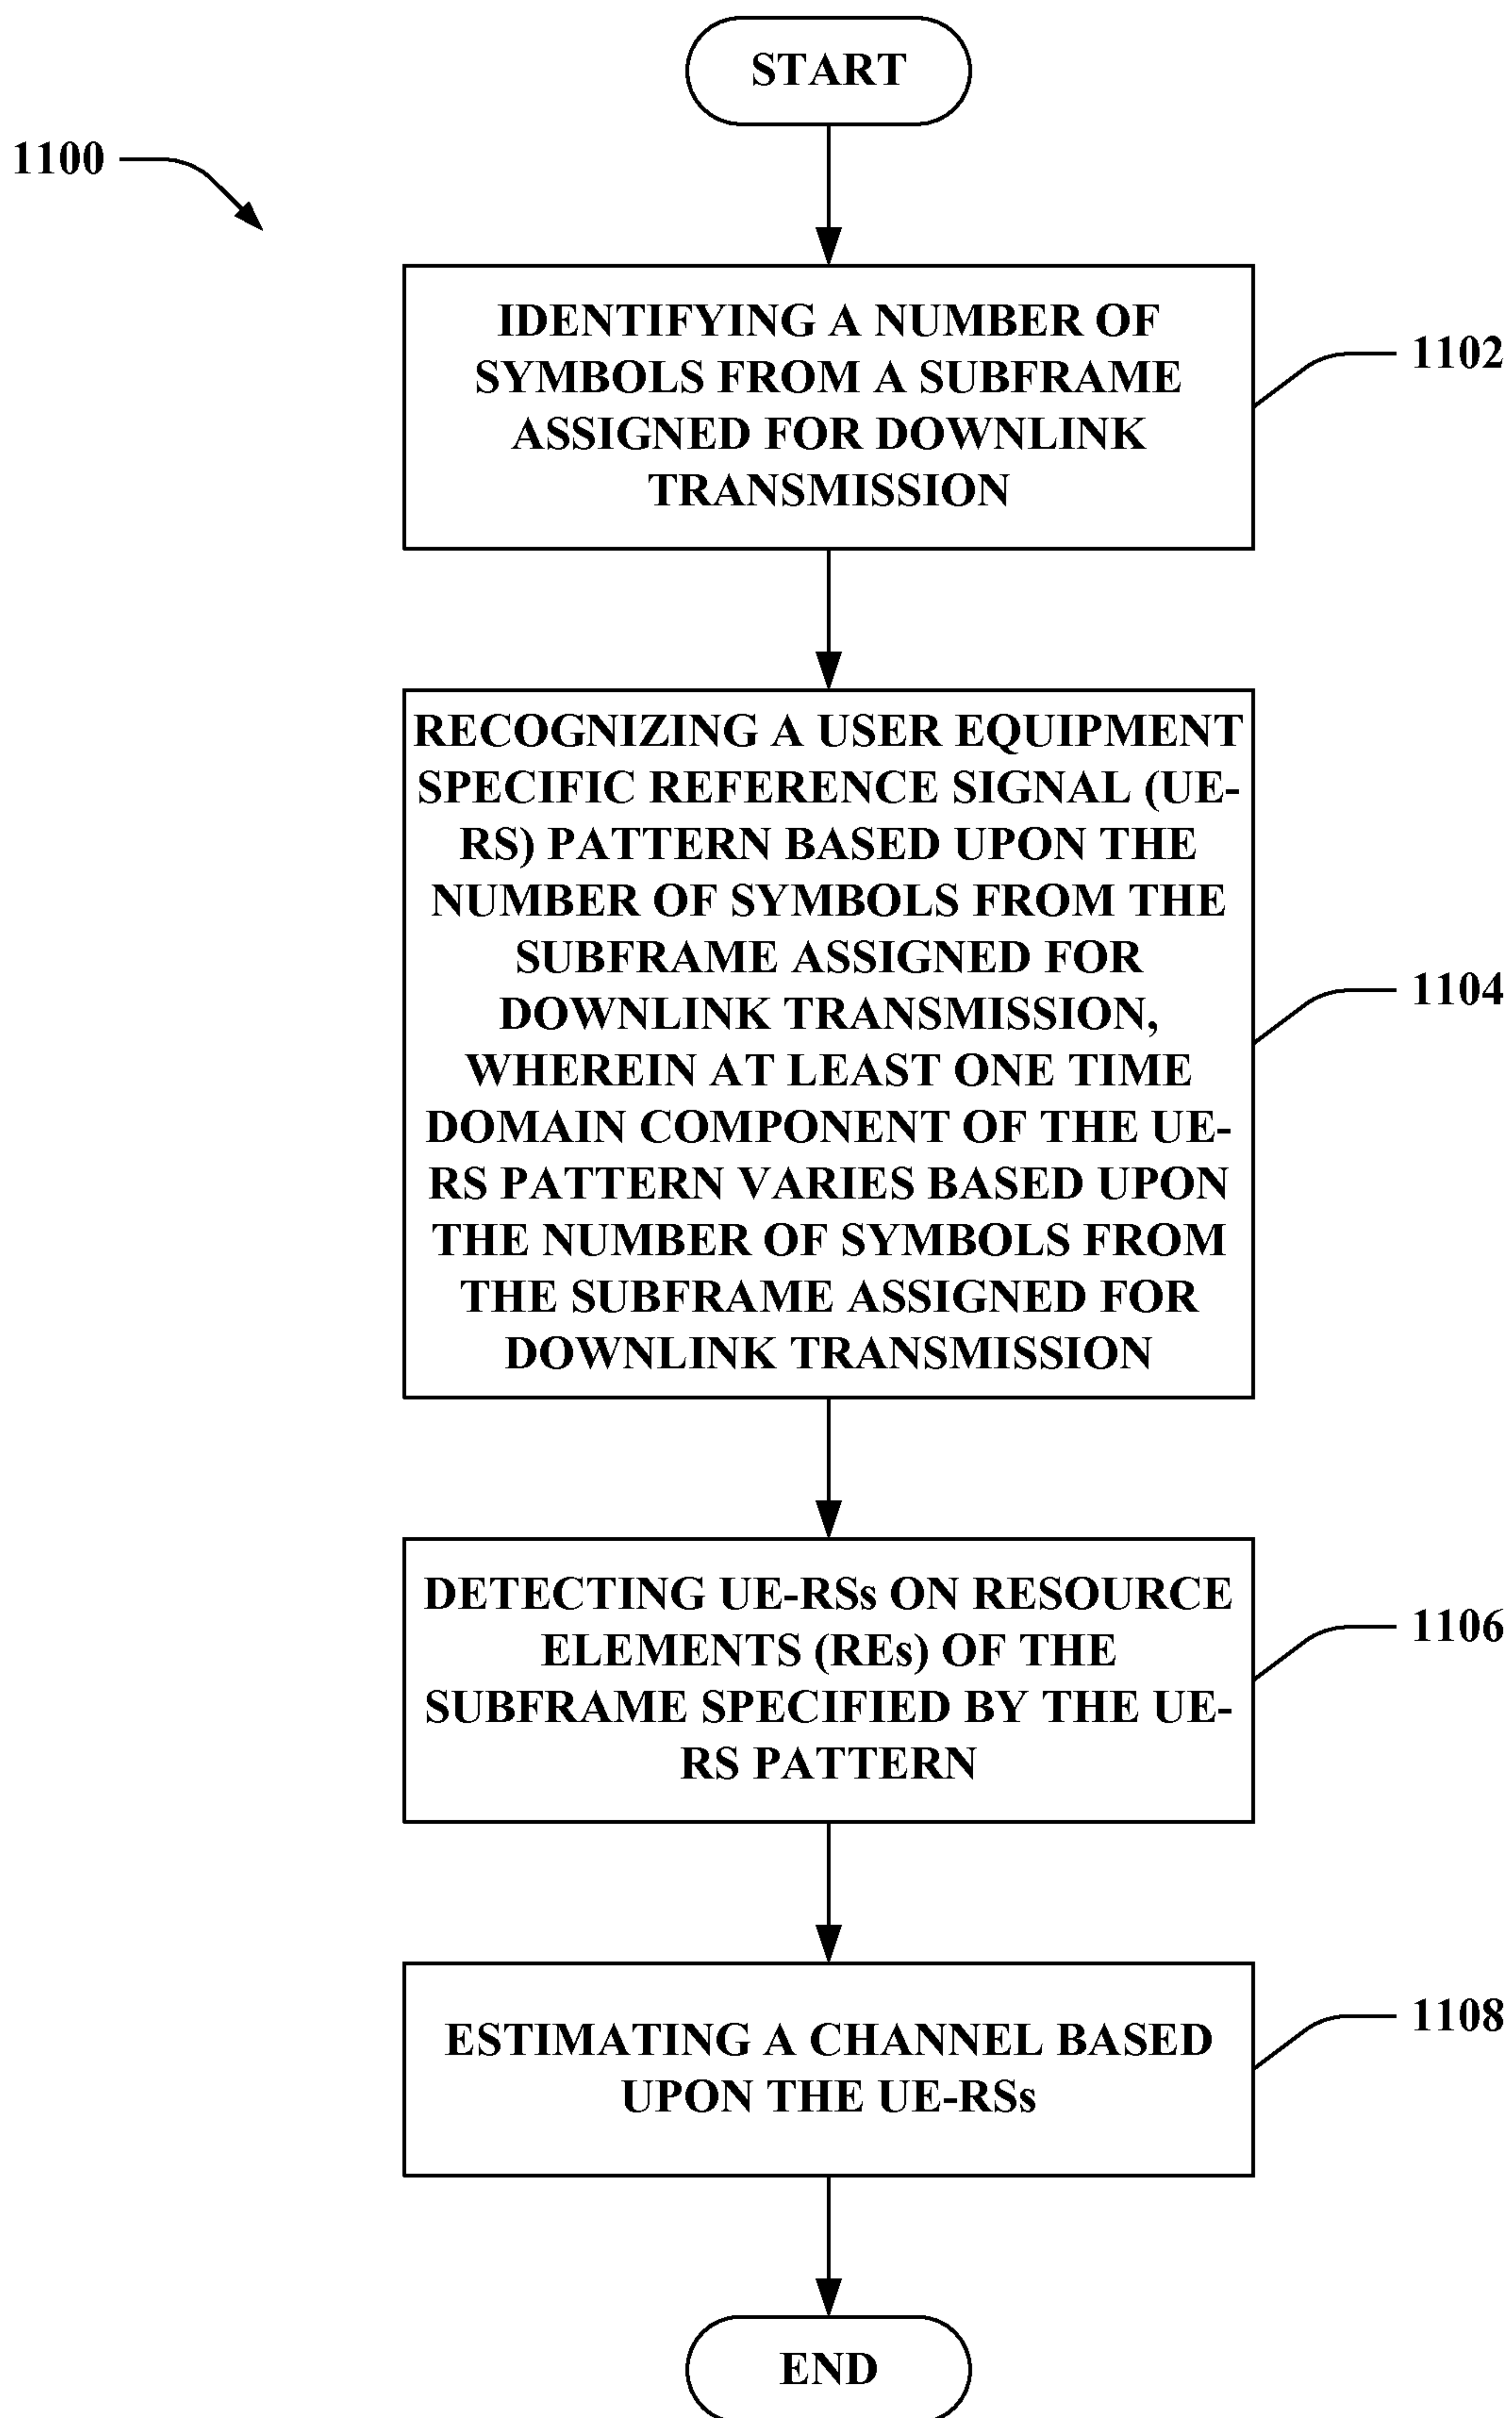 START
1100
IDENTIFYING A NUMBER OF
SYMBOLS FROM A SUBFRAME
ASSIGNED FOR DOWNLINK
TRANSMISSION
1102
RECOGNIZING A USER EQUIPMENT
SPECIFIC REFERENCE SIGNAL (UE-
RS) PATTERN BASED UPON THE
NUMBER OF SYMBOLS FROM THE
SUBFRAME ASSIGNED FOR
DOWNLINK TRANSMISSION,
WHEREIN AT LEAST ONE TIME
DOMAIN COMPONENT OF THE UE-
RS PATTERN VARIES BASED UPON
THE NUMBER OF SYMBOLS FROM
THE SUBFRAME ASSIGNED FOR
DOWNLINK TRANSMISSION
1104
DETECTING UE-RSs ON RESOURCE
ELEMENTS (REs) OF THE
SUBFRAME SPECIFIED BY THE UE-
RS PATTERN
1106
ESTIMATING A CHANNEL BASED
UPON THE UE-RSs
1108
END